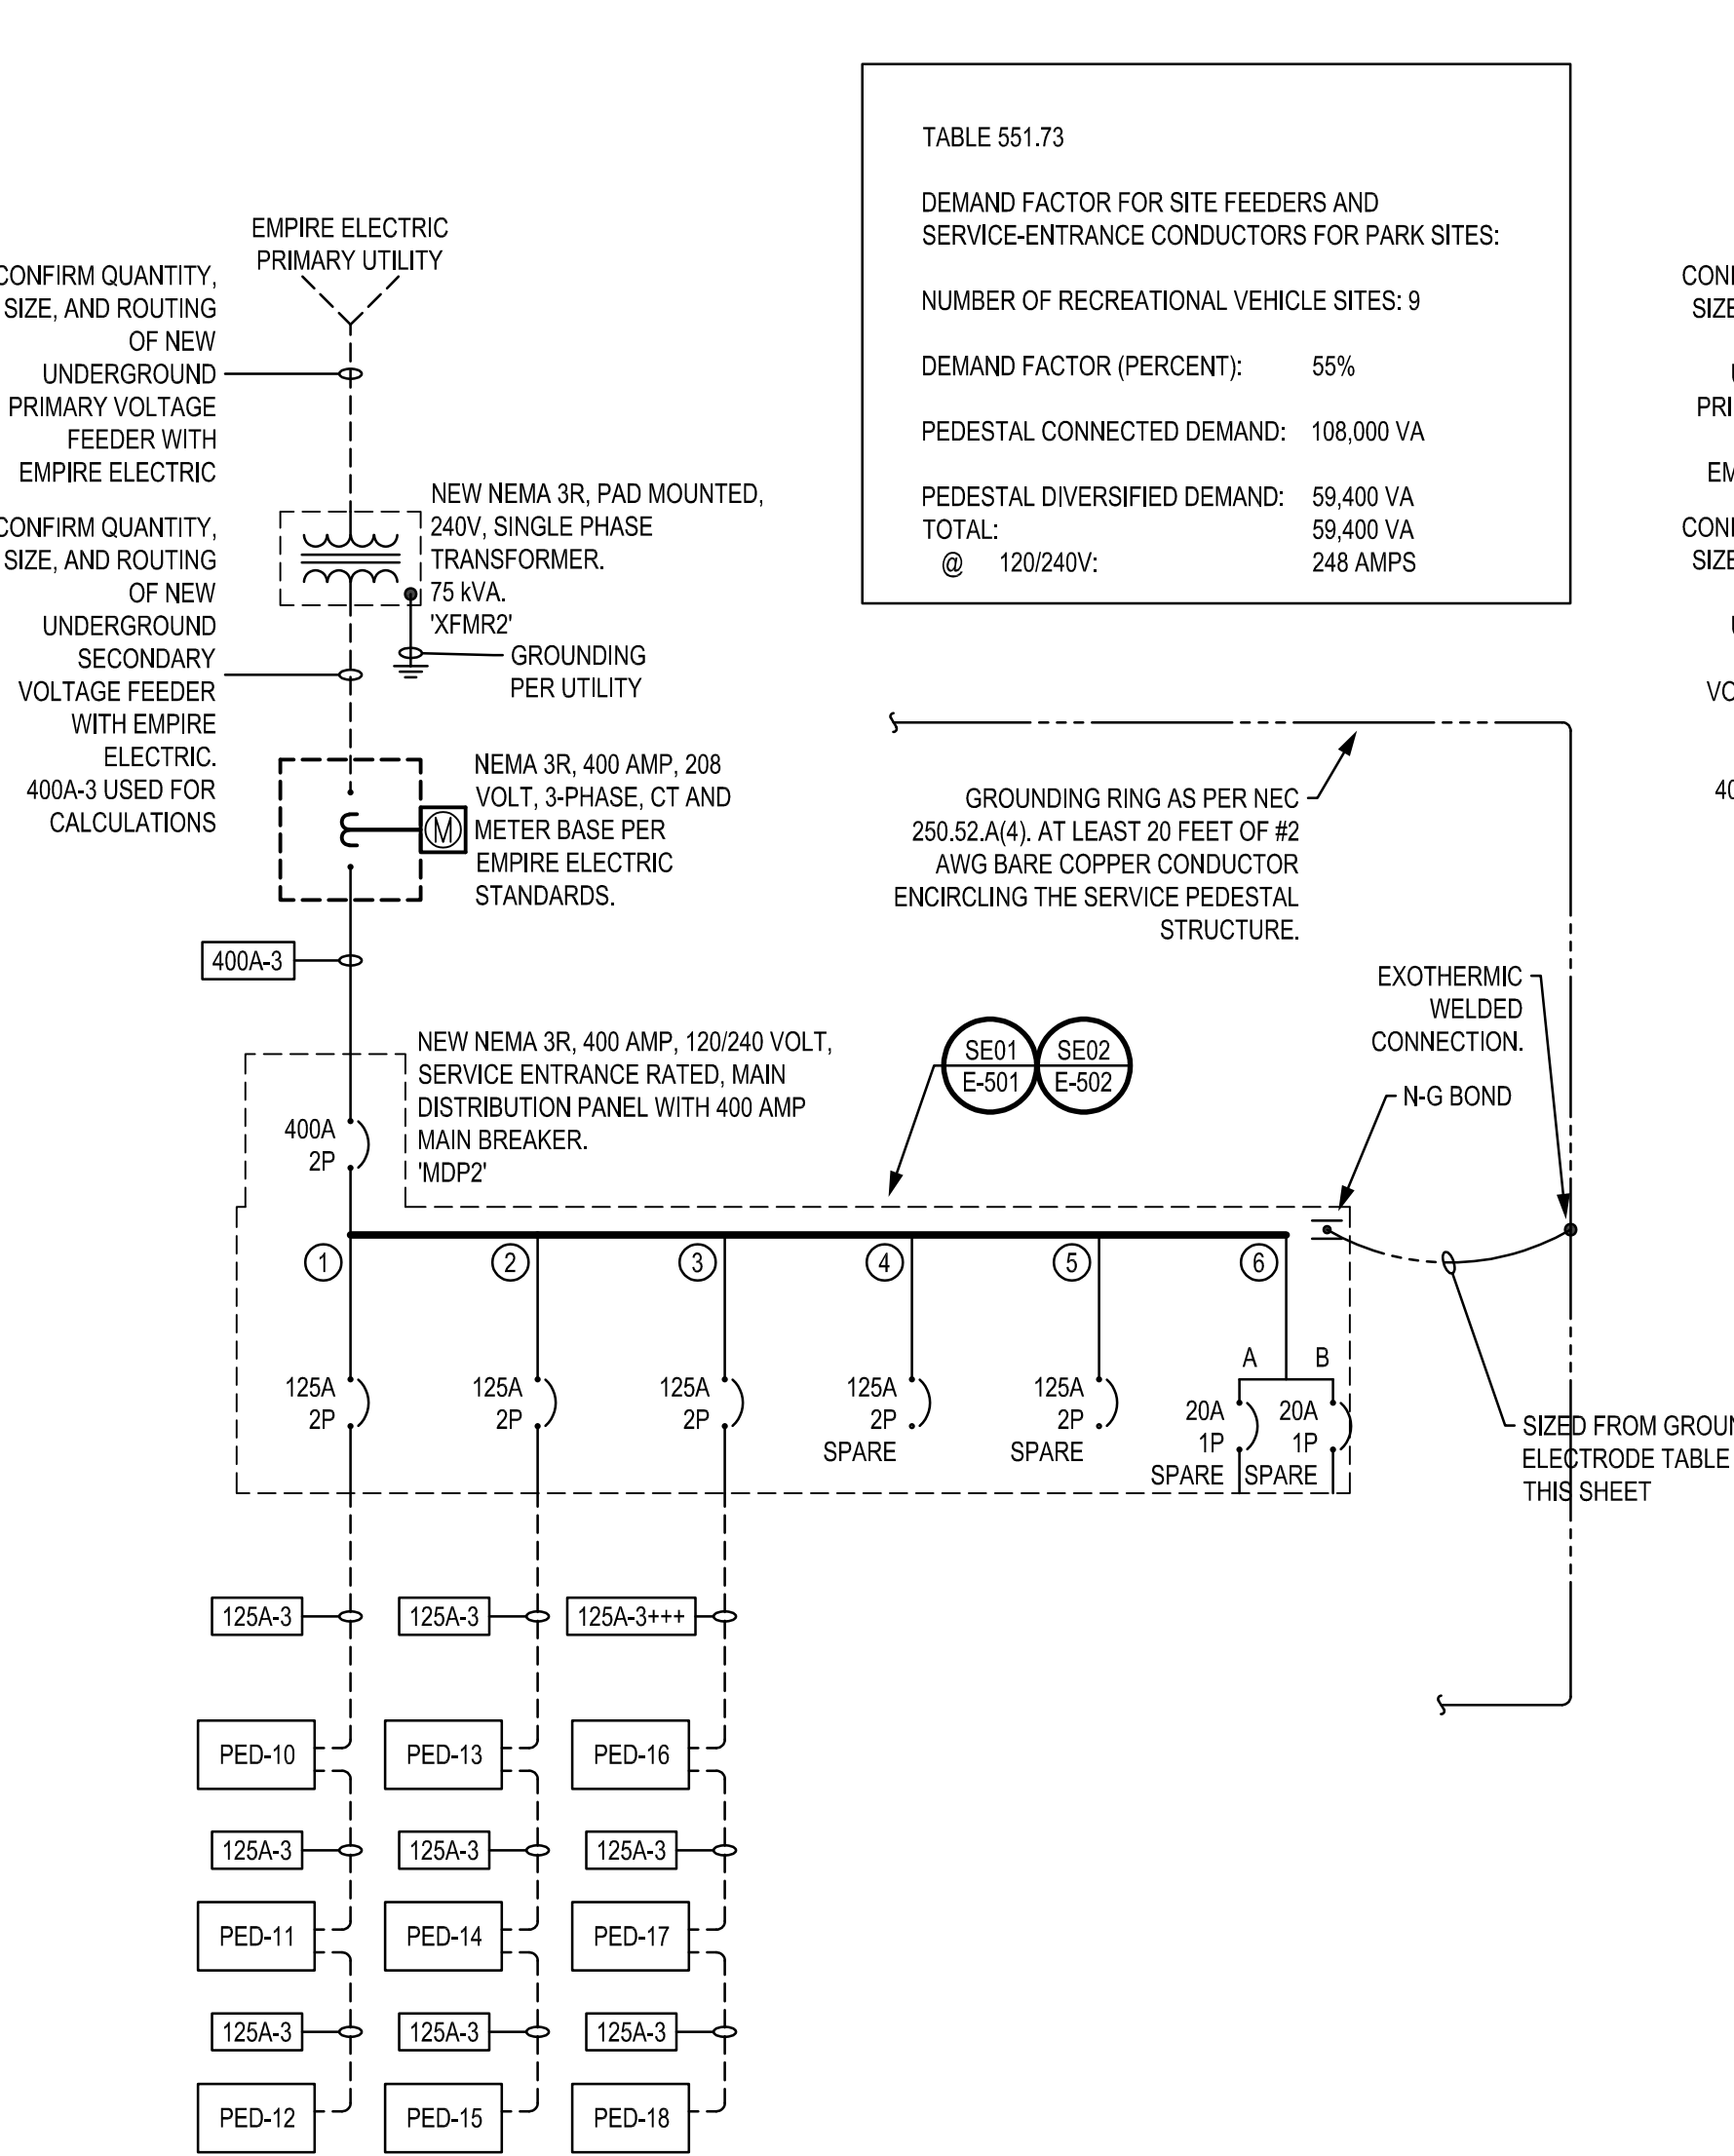 TABLE 551.73
DEMAND FACTOR FOR SITE FEEDERS AND
SERVICE-ENTRANCE CONDUCTORS FOR PARK SITES:
NUMBER OF RECREATIONAL VEHICLE SITES: 9
DEMAND FACTOR (PERCENT): 55%
PEDESTAL CONNECTED DEMAND: 108,000 VA
PEDESTAL DIVERSIFIED DEMAND: 59,400 VA
TOTAL: 59,400 VA
@ 120/240V: 248 AMPS
EMPIRE ELECTRIC
PRIMARY UTILITY
CONFIRM QUANTITY,
SIZE, AND ROUTING
OF NEW
UNDERGROUND
PRIMARY VOLTAGE
FEEDER WITH
EMPIRE ELECTRIC
CONFIRM QUANTITY,
SIZE, AND ROUTING
OF NEW
UNDERGROUND
SECONDARY
VOLTAGE FEEDER
WITH EMPIRE
ELECTRIC.
400A-3 USED FOR
CALCULATIONS
NEW NEMA 3R, PAD MOUNTED,
240V, SINGLE PHASE
TRANSFORMER.
75 kVA.
'XFMR2'
GROUNDING
PER UTILITY
NEMA 3R, 400 AMP, 208
VOLT, 3-PHASE, CT AND
METER BASE PER
EMPIRE ELECTRIC
STANDARDS.
M
400A-3
GROUNDING RING AS PER NEC
250.52.A(4). AT LEAST 20 FEET OF #2
AWG BARE COPPER CONDUCTOR
ENCIRCLING THE SERVICE PEDESTAL
STRUCTURE.
EXOTHERMIC
WELDED
CONNECTION.
N-G BOND
NEW NEMA 3R, 400 AMP, 120/240 VOLT,
SERVICE ENTRANCE RATED, MAIN
DISTRIBUTION PANEL WITH 400 AMP
MAIN BREAKER.
'MDP2'
SE01
E-501
SE02
E-502
400A
2P
1 2 3 4 5 6
A B
125A
2P
125A
2P
125A
2P
125A
2P
SPARE
125A
2P
SPARE
20A
1P
SPARE
20A
1P
SPARE
SIZED FROM
ELECTRODE TABLE
THIS SHEET
125A-3 125A-3 125A-3+++
PED-10 PED-13 PED-16
125A-3 125A-3 125A-3
PED-11 PED-14 PED-17
125A-3 125A-3 125A-3
PED-12 PED-15 PED-18